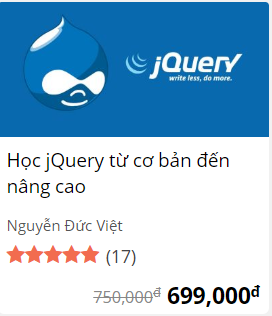 jQuery
write less, do more.
Học jQuery từ cơ bản đến
nâng cao
Nguyễn Đức Việt
(17)
750,000đ 699,000đ